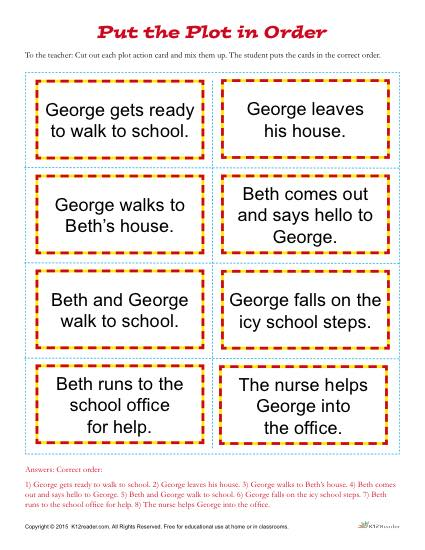 Put the Plot in Order
To the teacher: Cut out each plot action card and mix them up. The student puts the cards in the correct order.
George gets ready
to walk to school.
George leaves
his house.
George walks to
Beth's house.
Beth comes out
and says hello to
George.
Beth and George
walk to school.
George falls on the
icy school steps.
Beth runs to the
school office
for help.
The nurse helps
George into
the office.
Answers: Correct order:
1) George gets ready to walk to school. 2) George leaves his house. 3) George walks to Beth's house. 4) Beth comes
out and says hello to George. 5) Beth and George walk to school. 6) George falls on the icy school steps. 7) Beth
runs to the school office for help. 8) The nurse helps George into the office.
Copyright © 2015 K12reader.com. All Rights Reserved. Free for educational use at home or in classrooms.
K12reader